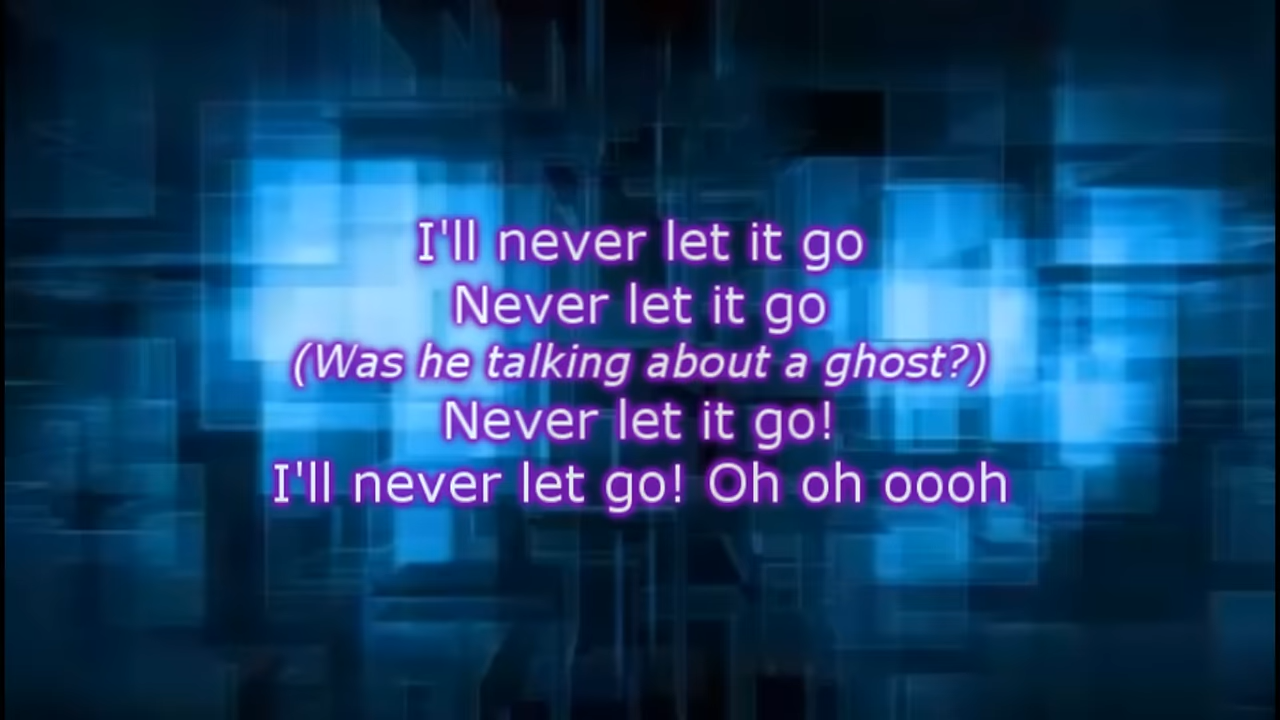 I'll never let it go
Never let it go
(Was he talking about a ghost?)
Never let it go!
I'll never let go! Oh oh oooh